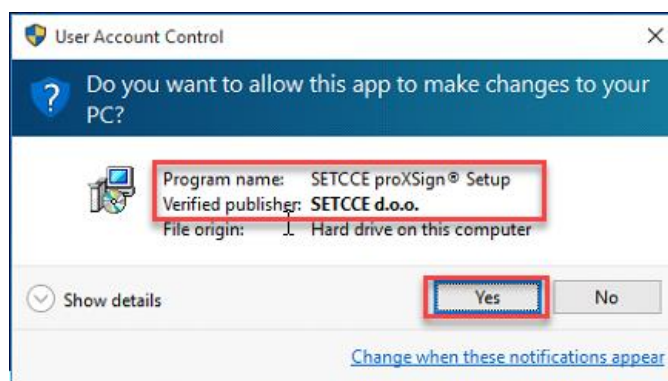 User Account Control
Do you want to allow this app to make changes to your
PC?
Program name: SETCCE proXSign® Setup
Verified publisher: SETCCE d.o.o.
File origin: Hard drive on this computer
Show details
Yes No
Change when these notifications appear